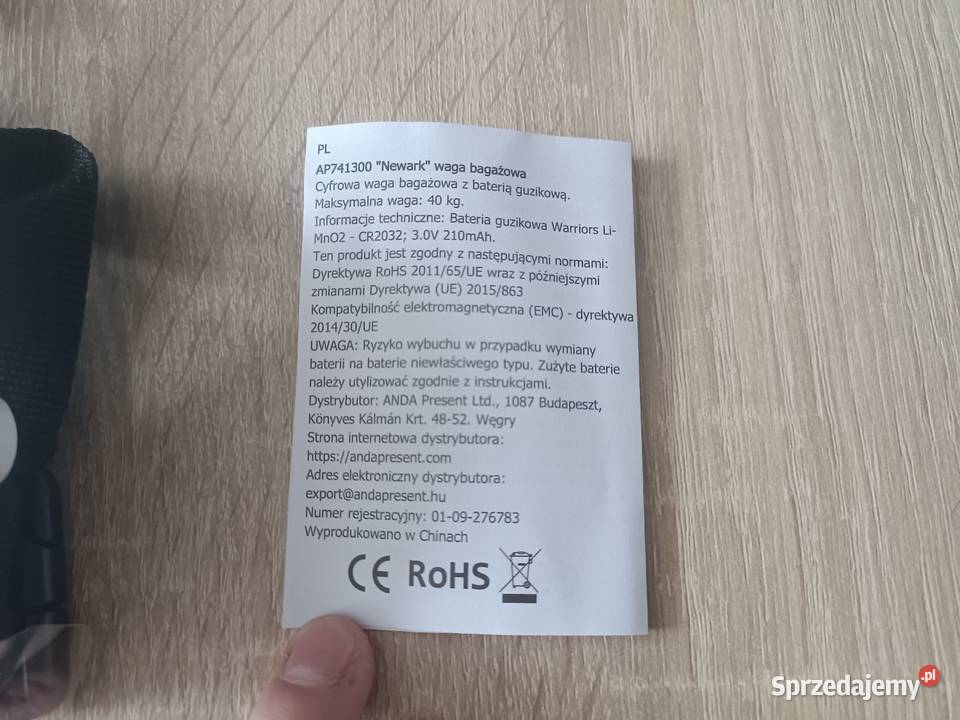 PL
AP741300 "Newark" waga bagażowa
Cyfrowa waga bagażowa z baterią guzikową.
Maksymalna waga: 40 kg.
Informacje techniczne: Bateria guzikowa Warriors Li-
MnO2 - CR2032; 3.0V 210mAh.
Ten produkt jest zgodny z następującymi normami:
Dyrektywa RoHS 2011/65/UE wraz z późniejszymi
zmianami Dyrektywa (UE) 2015/863
Kompatybilność elektromagnetyczna (EMC) - dyrektywa
2014/30/UE
UWAGA: Ryzyko wybuchu w przypadku wymiany
baterii na baterie niewłaściwego typu. Zużyte baterie
należy utylizować zgodnie z instrukcjami.
Dystrybutor: ANDA Present Ltd., 1087 Budapeszt,
Könyves Kálmán Krt. 48-52. Węgry
Strona internetowa dystrybutora:
https://andapresent.com
Adres elektroniczny dystrybutora:
export@andapresent.hu
Numer rejestracyjny: 01-09-276783
Wyprodukowano w Chinach
CE RoHS
Sprzedajemy.pl